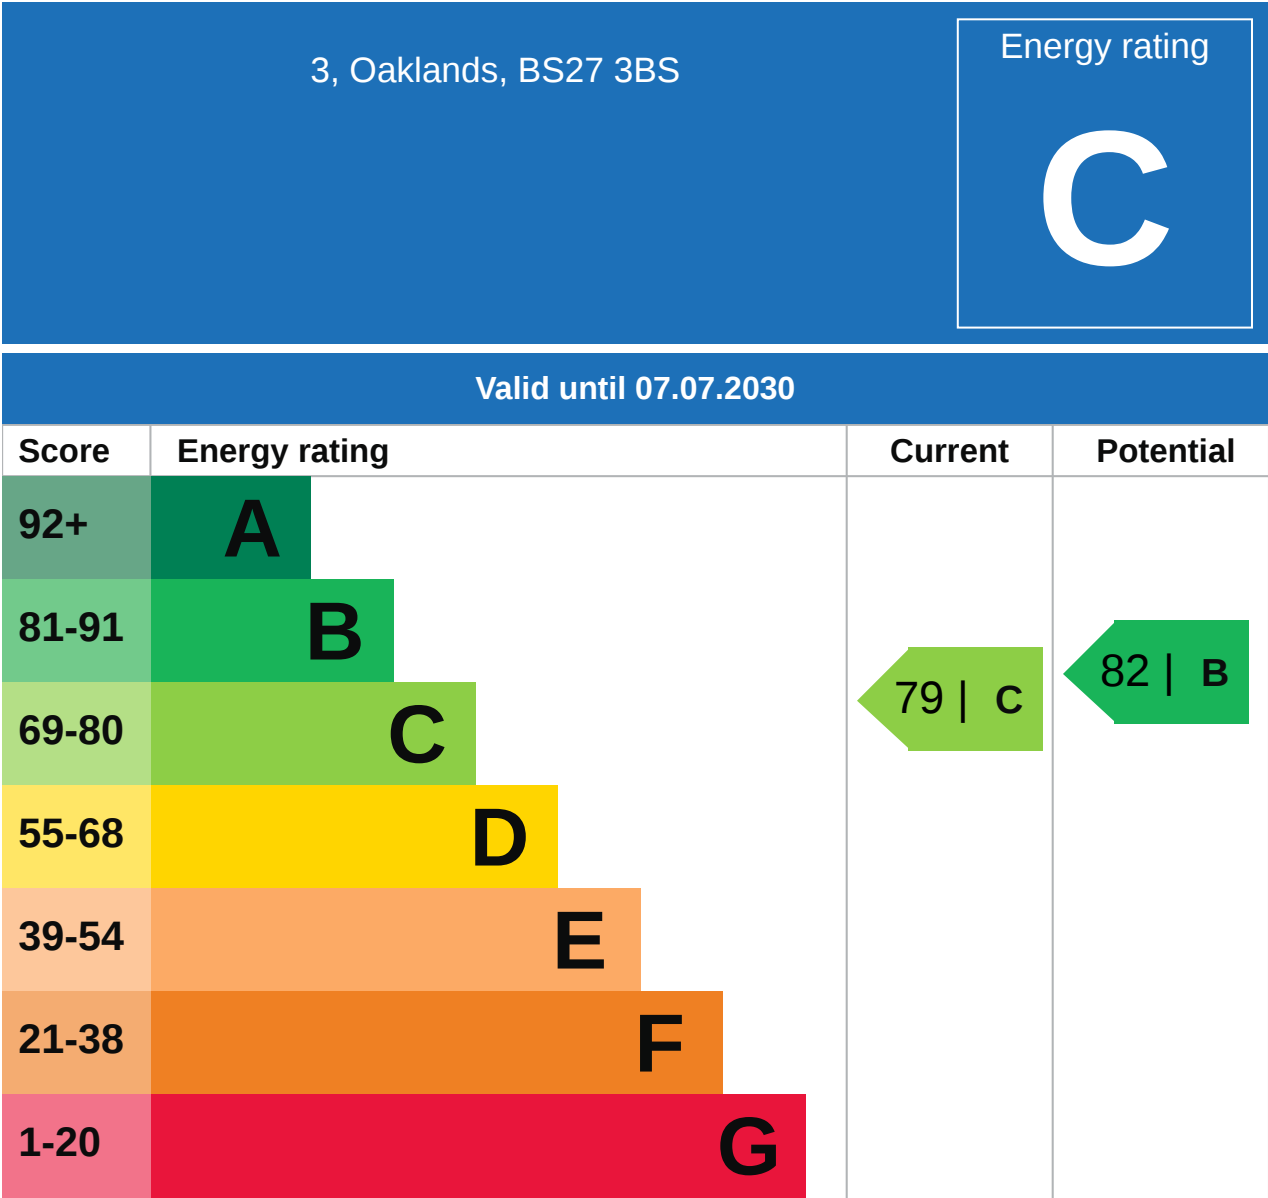 3, Oaklands, BS27 3BS
Energy rating
C
Valid until 07.07.2030
Score Energy rating Current Potential
92+ A
81-91 B
82 | B
79 | C
69-80 C
55-68 D
39-54 E
21-38 F
1-20 G